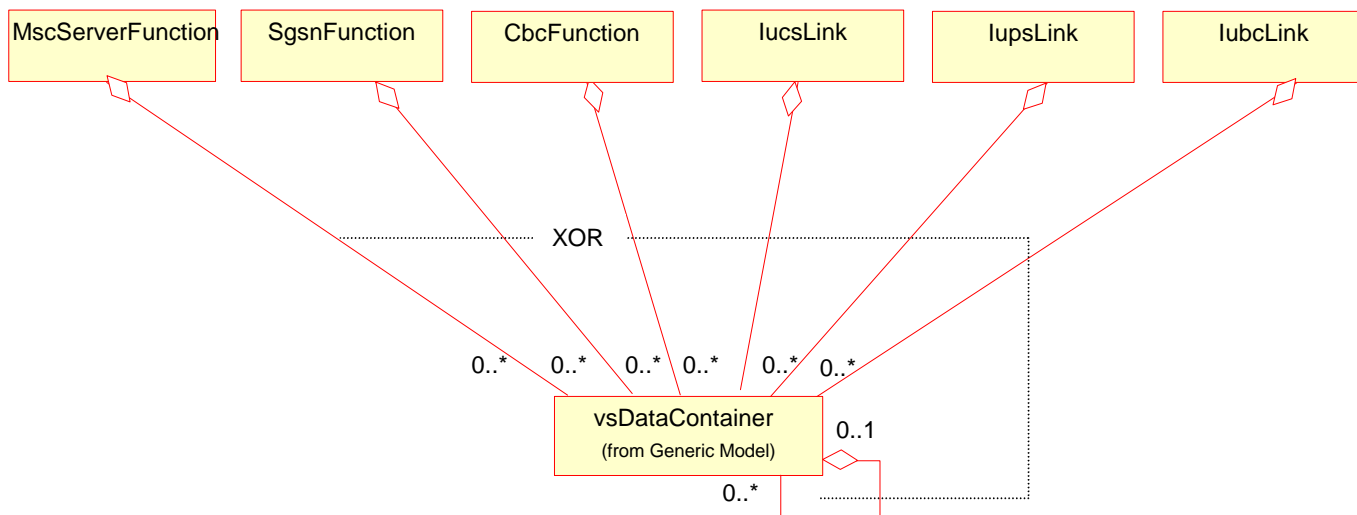 MscServerFunction
SgsnFunction
CbcFunction
IucsLink
IupsLink
IubcLink
XOR
0..*
0..*
0..*
0..*
0..*
0..*
vsDataContainer
(from Generic Model)
0..1
0..*